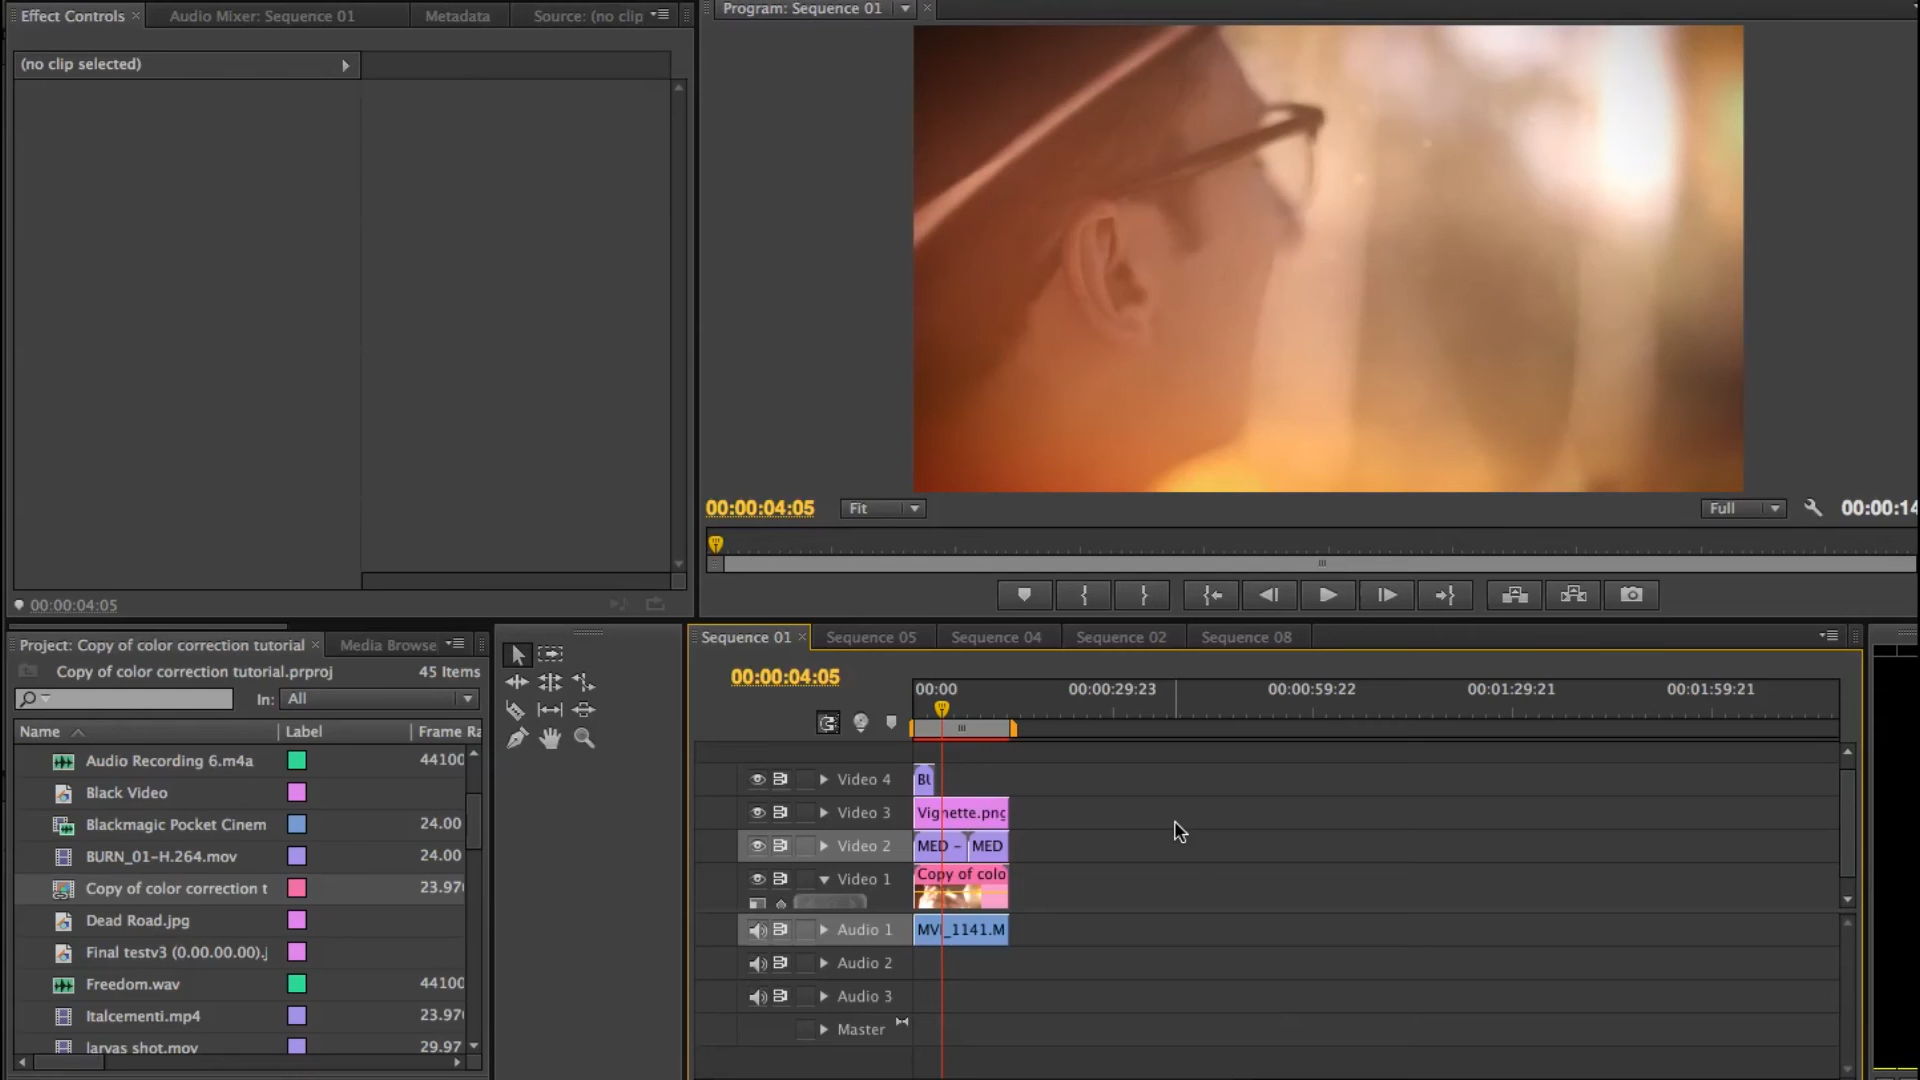 Effect Controls
Audio Mixer: Sequence 01
Metadata
Source: (no clip
Program: Sequence 01
(no clip selected)
00:00:04:05
Fit
Full
00:00:14
00:00:04:05
Project: Copy of color correction tutorial
Media Browse
Copy of color correction tutorial.prproj
45 Items
In: All
Name
Label
Frame Ra
Audio Recording 6.m4a
44100
Black Video
Blackmagic Pocket Cinem
24.00
BURN_01-H.264.mov
24.00
Copy of color correction t
23.976
Dead Road.jpg
Final testv3 (0.00.00.00).j
Freedom.wav
44100
Italcementi.mp4
23.976
larvas shot.mov
29.97
Sequence 01
Sequence 05
Sequence 04
Sequence 02
Sequence 08
00:00:04:05
00:00
00:00:29:23
00:00:59:22
00:01:29:21
00:01:59:21
Video 4
BU
Video 3
Vignette.png
Video 2
MED -
MED
Video 1
Copy of colo
Audio 1
MVI_1141.M
Audio 2
Audio 3
Master